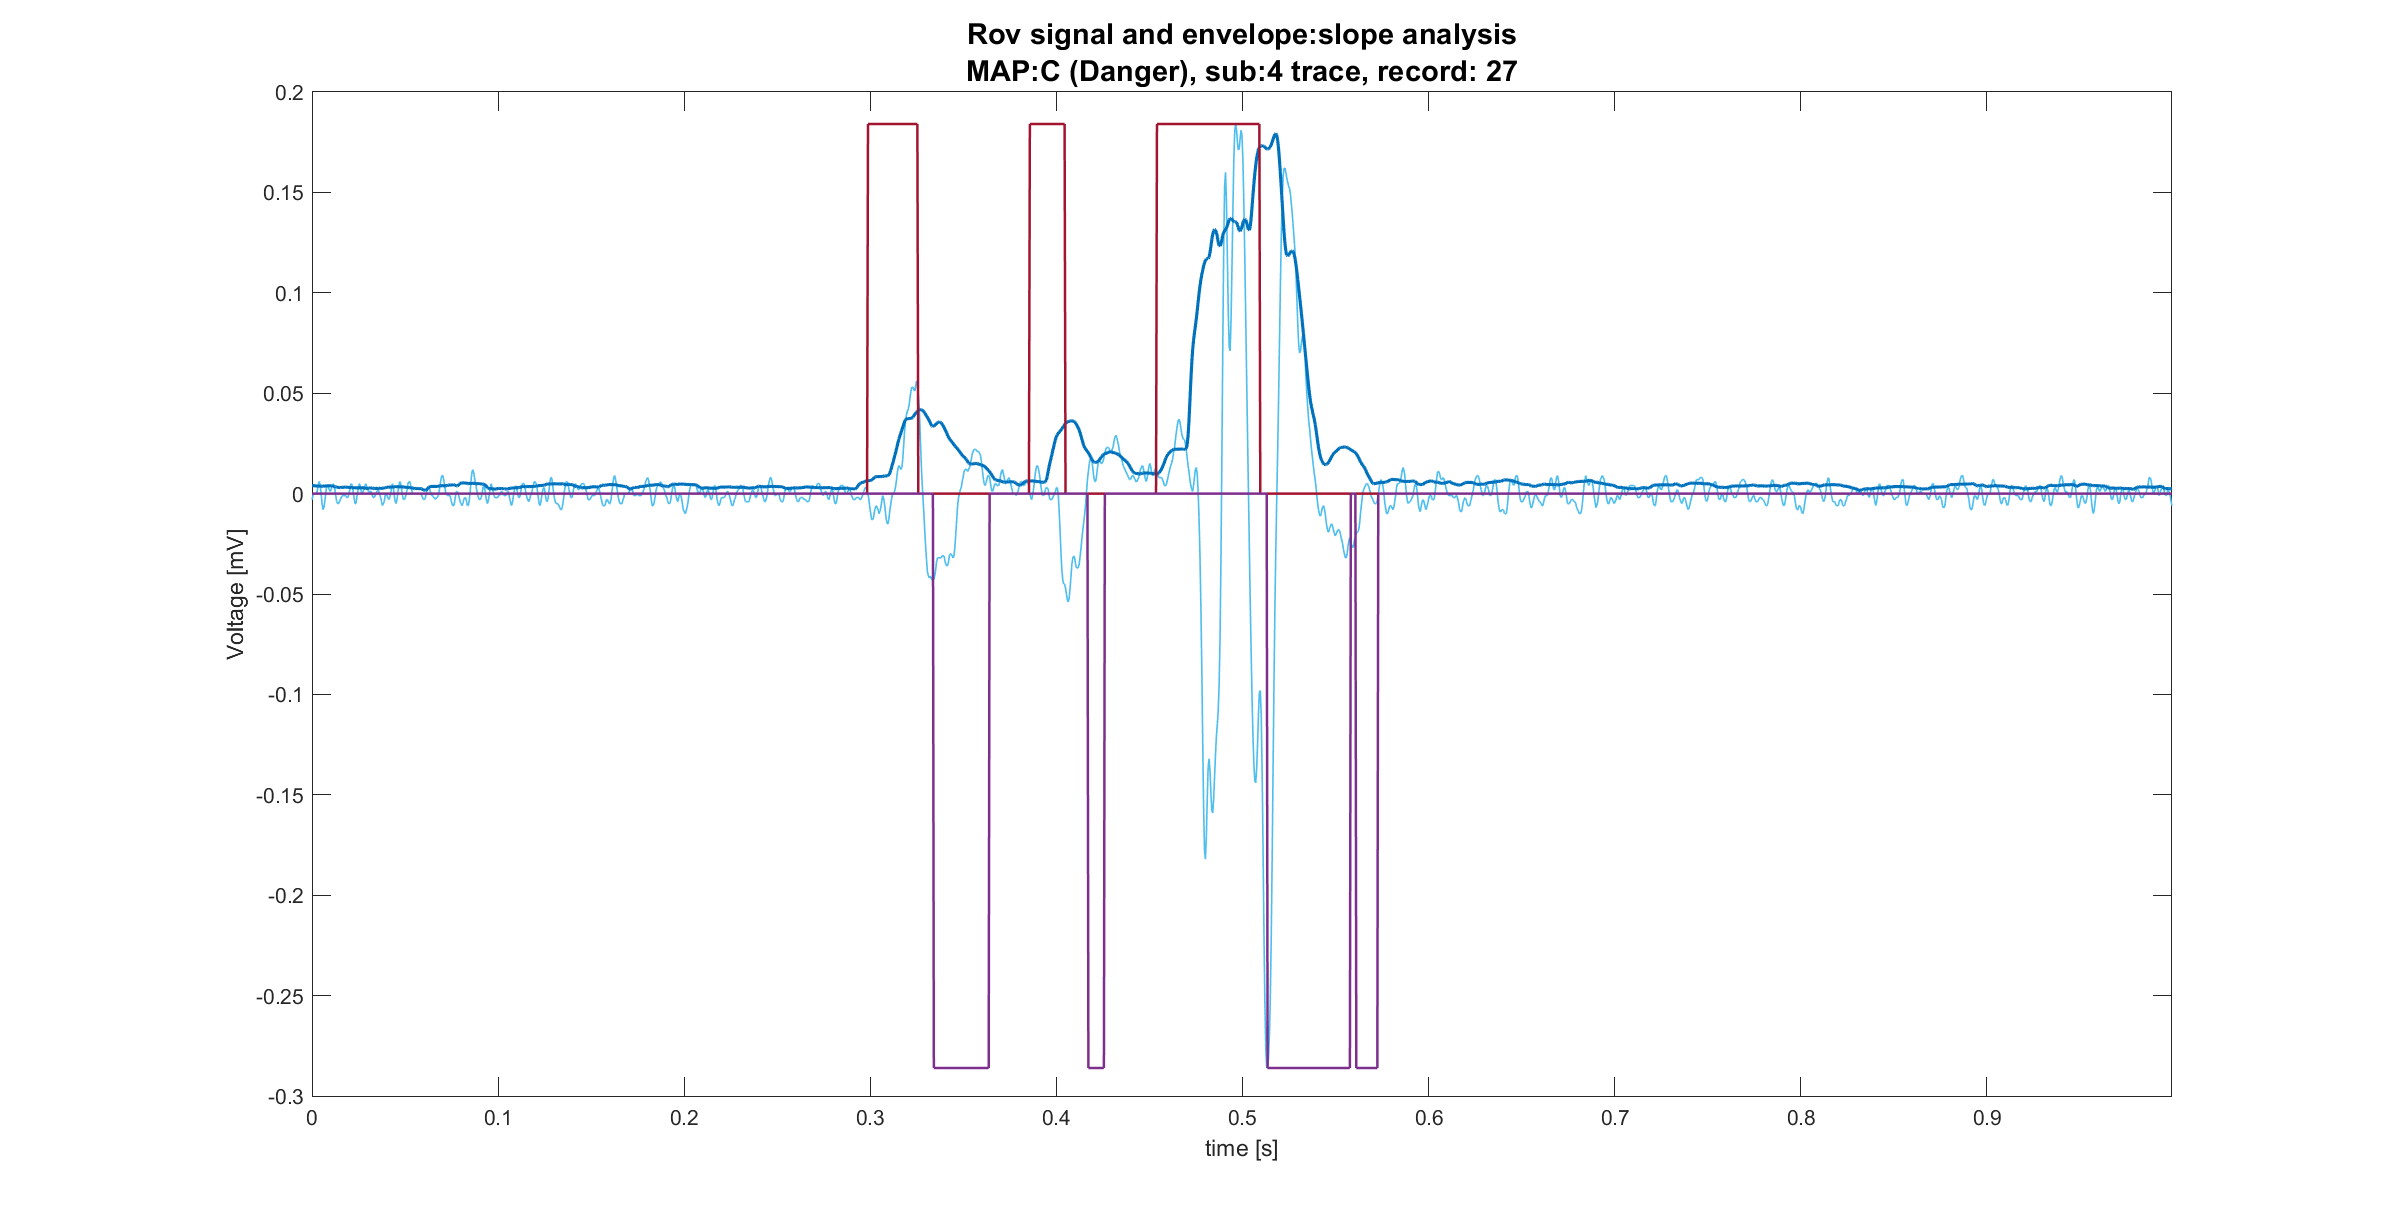 Rov signal and envelope:slope analysis
MAP:C (Danger), sub:4 trace, record: 27
0.2
0.15
0.1
0.05
0
-0.05
-0.1
-0.15
-0.2
-0.25
-0.3
Voltage [mV]
0 0.1 0.2 0.3 0.4 0.5 0.6 0.7 0.8 0.9
time [s]